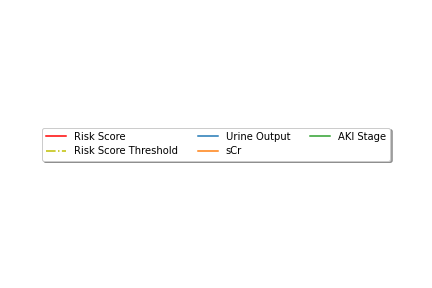 Risk Score
Risk Score Threshold
Urine Output
sCr
AKI Stage